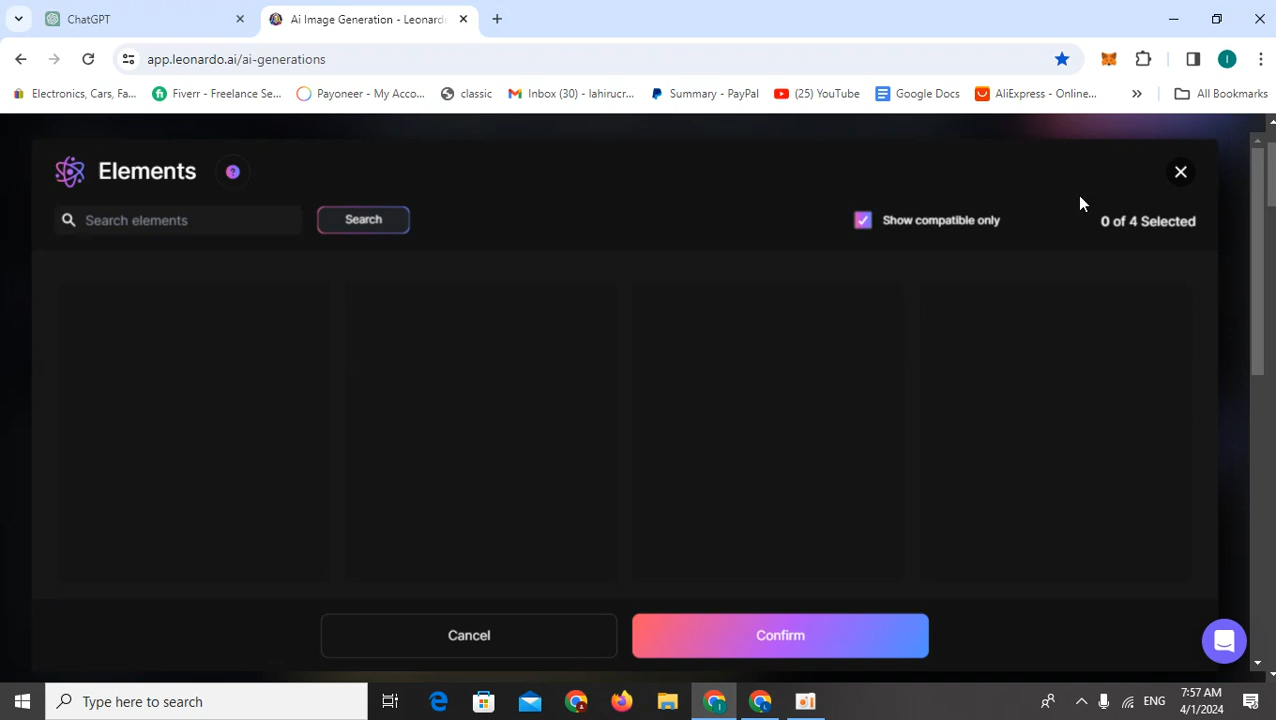 ChatGPT
Ai Image Generation - Leonardo
app.leonardo.ai/ai-generations
Electronics, Cars, Fa...
Fiverr - Freelance Se...
Payoneer - My Acco...
classic
Inbox (30) - lahirucr...
Summary - PayPal
(25) YouTube
Google Docs
AliExpress - Online...
»
All Bookmarks
I
Elements
?
Search elements
Search
Show compatible only
0 of 4 Selected
Cancel
Confirm
Type here to search
ENG
7:57 AM
4/1/2024